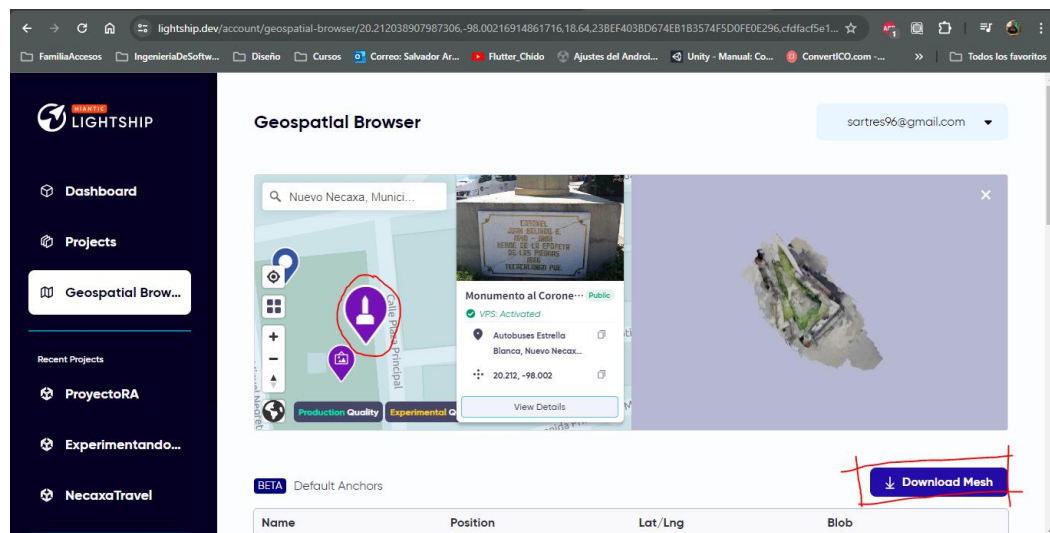 lightship.dev/account/geospatial-browser/20.212038907987306,-98.00216914861716,18.64,23BEF403BD674EB1B3574F5D0FE0E296,cfdfacf5e1...
FamiliaAccesos IngenieriaDeSoftw... Diseño Cursos Correo: Salvador Ar... Flutter_Chido Ajustes del Androi... Unity - Manual: Co... ConvertICO.com -... » Todos los favoritos
NIANTIC
LIGHTSHIP
Dashboard
Projects
Geospatial Brow...
Recent Projects
ProyectoRA
Experimentando...
NecaxaTravel
Geospatial Browser
sartres96@gmail.com
Nuevo Necaxa, Munici...
Calle Plaza Principal
Production Quality
Experimental Q
CORONEL
Monumento al Corone... Public
VPS: Activated
Autobuses Estrella
Blanca, Nuevo Necax...
20.212, -98.002
View Details
BETA Default Anchors
Download Mesh
Name Position Lat/Lng Blob